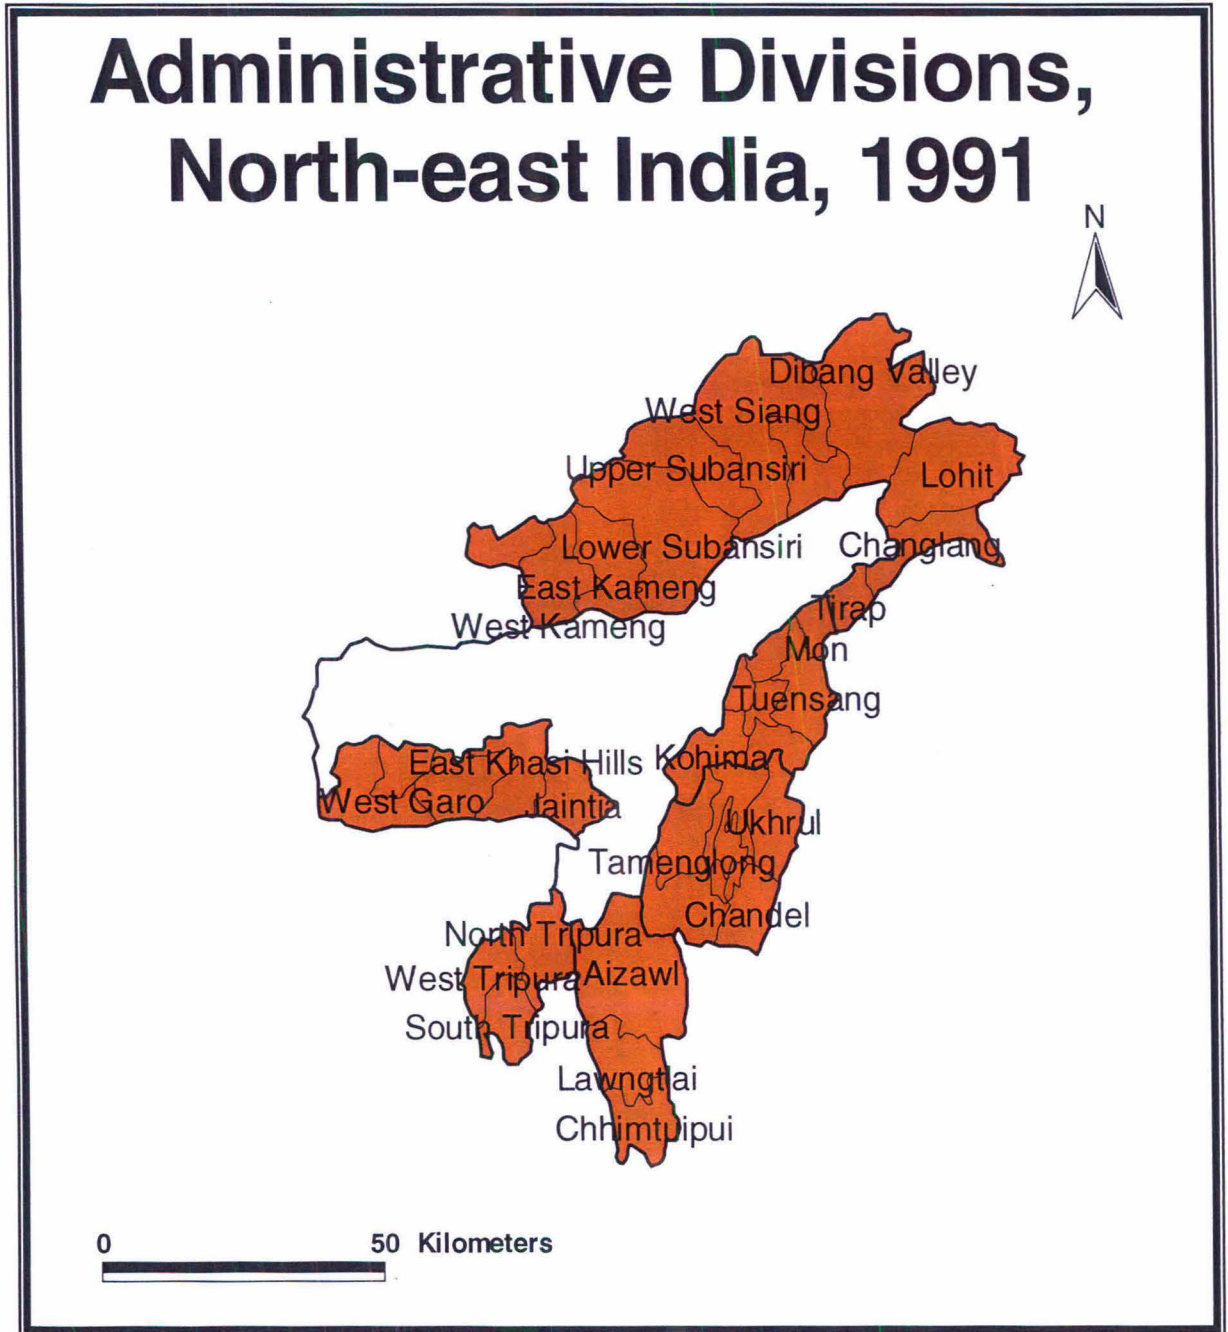 Administrative Divisions,
North-east India, 1991
N
Dibang Valley
West Siang
Upper Subansiri
Lohit
Lower Subansiri
Changlang
East Kameng
Tirap
West Kameng
Mon
Tuensang
East Khasi Hills
Kohima
West Garo
Jaintia
Ukhrul
Tamenglong
Chandel
North Tripura
West Tripura
Aizawl
South Tripura
Lawngtlai
Chhimtuipui
0 50 Kilometers